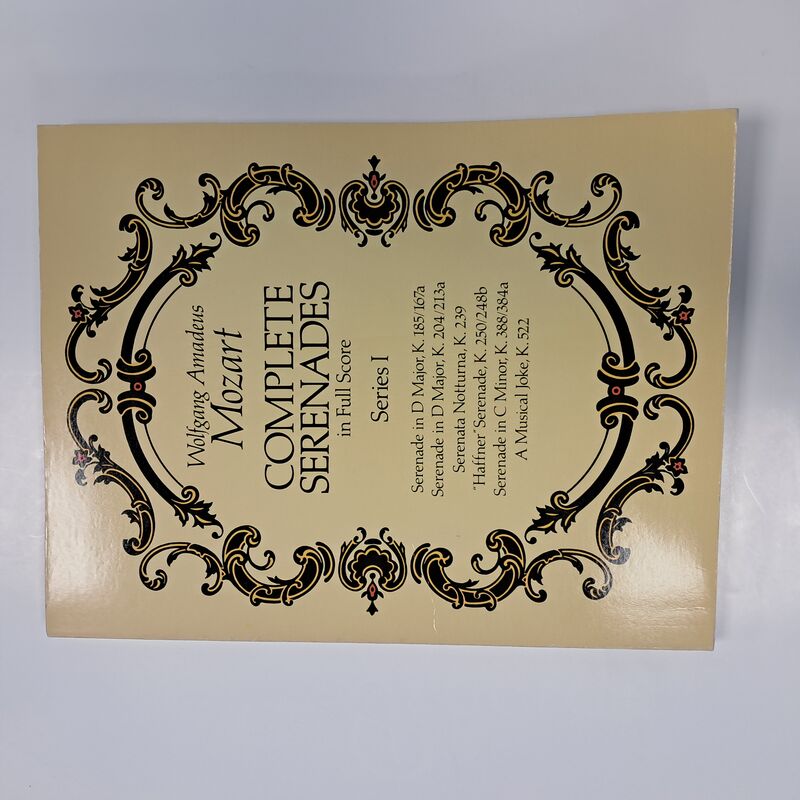 Wolfgang Amadeus
Mozart
COMPLETE
SERENADES
in Full Score
Series I
Serenade in D Major, K. 185/167a
Serenade in D Major, K. 204/213a
Serenata Notturna, K. 239
"Haffner" Serenade, K. 250/248b
Serenade in C Minor, K. 388/384a
A Musical Joke, K. 522